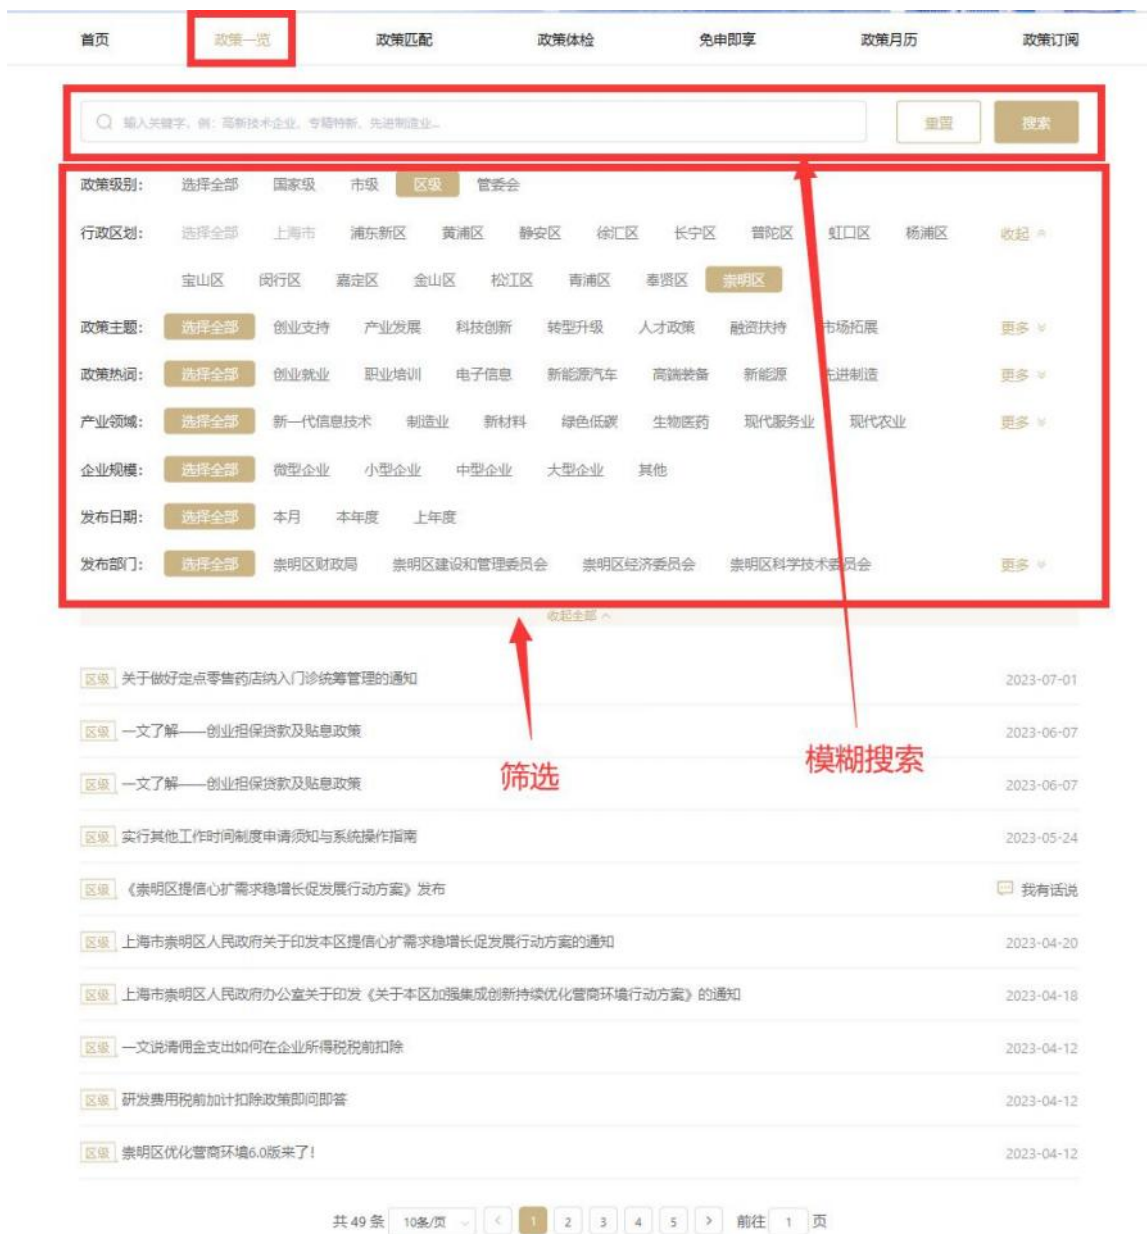 首页 政策一览 政策匹配 政策体检 免申即享 政策月历 政策订阅
输入关键字，例：高新技术企业，专精特新，先进制造业... 重置 搜索
政策级别： 选择全部 国家级 市级 区级 管委会
行政区划： 选择全部 上海市 浦东新区 黄浦区 静安区 徐汇区 长宁区 普陀区 虹口区 杨浦区 收起
宝山区 闵行区 嘉定区 金山区 松江区 青浦区 奉贤区 崇明区
政策主题： 选择全部 创业支持 产业发展 科技创新 转型升级 人才政策 融资扶持 市场拓展 更多
政策热词： 选择全部 创业就业 职业培训 电子信息 新能源汽车 高端装备 新能源 先进制造 更多
产业领域： 选择全部 新一代信息技术 制造业 新材料 绿色低碳 生物医药 现代服务业 现代农业 更多
企业规模： 选择全部 微型企业 小型企业 中型企业 大型企业 其他
发布日期： 选择全部 本月 本年度 上年度
发布部门： 选择全部 崇明区财政局 崇明区建设和管理委员会 崇明区经济委员会 崇明区科学技术委员会 更多
收起全部
区级 关于做好定点零售药店纳入门诊统筹管理的通知 2023-07-01
区级 一文了解——创业担保贷款及贴息政策 2023-06-07
筛选 模糊搜索
区级 一文了解——创业担保贷款及贴息政策 2023-06-07
区级 实行其他工作时间制度申请须知与系统操作指南 2023-05-24
区级 《崇明区提信心扩需求稳增长促发展行动方案》发布 我有话说
区级 上海市崇明区人民政府关于印发本区提信心扩需求稳增长促发展行动方案的通知 2023-04-20
区级 上海市崇明区人民政府办公室关于印发《关于本区加强集成创新持续优化营商环境行动方案》的通知 2023-04-18
区级 一文说清佣金支出如何在企业所得税税前扣除 2023-04-12
区级 研发费用税前加计扣除政策即问即答 2023-04-12
区级 崇明区优化营商环境6.0版来了！ 2023-04-12
共 49 条 10条/页 < 1 2 3 4 5 > 前往 1 页